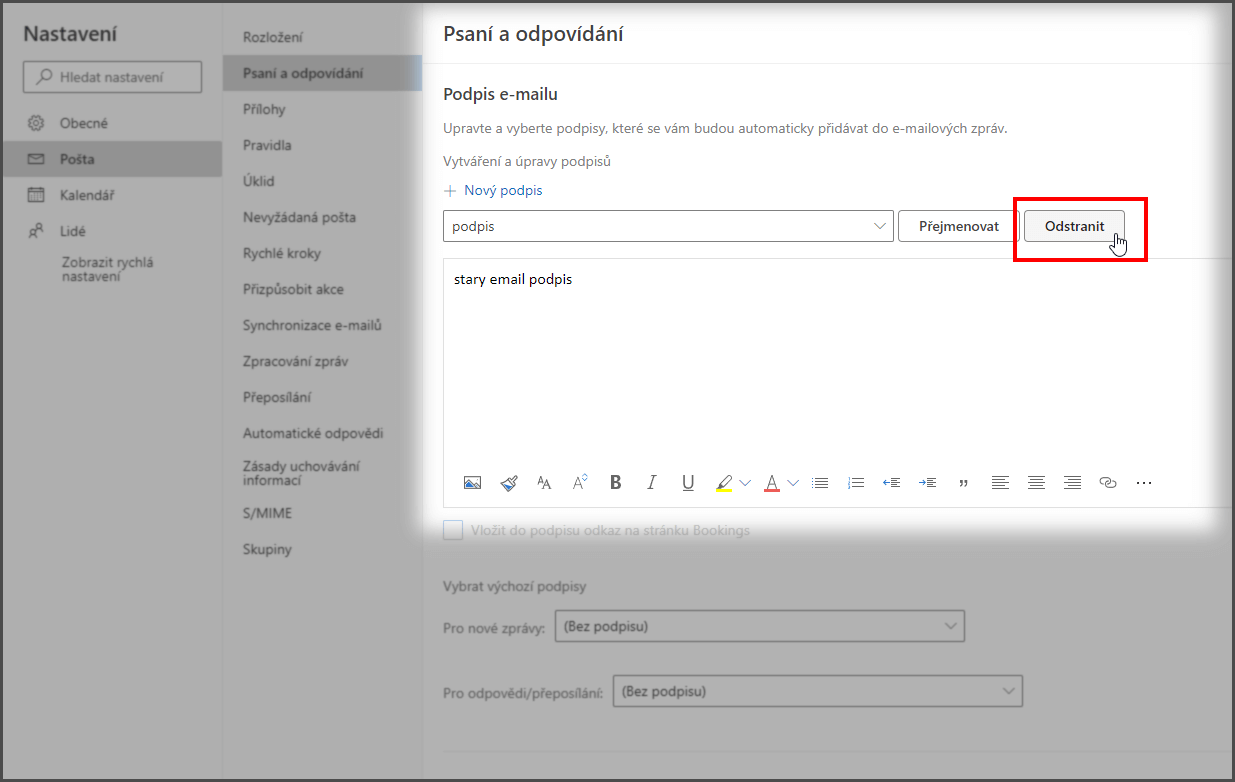 Nastavení
Hledat nastavení
Obecné
Pošta
Kalendář
Lidé
Zobrazit rychlá
nastavení
Rozložení
Psaní a odpovídání
Přílohy
Pravidla
Úklid
Nevyžádaná pošta
Rychlé kroky
Přizpůsobit akce
Synchronizace e-mailů
Zpracování zpráv
Přeposílání
Automatické odpovědi
Zásady uchovávání
informací
S/MIME
Skupiny
Psaní a odpovídání
Podpis e-mailu
Upravte a vyberte podpisy, které se vám budou automaticky přidávat do e-mailových zpráv.
Vytváření a úpravy podpisů
+ Nový podpis
podpis
Přejmenovat
Odstranit
stary email podpis
Vložit do podpisu odkaz na stránku Bookings
Vybrat výchozí podpisy
Pro nové zprávy: (Bez podpisu)
Pro odpovědi/přeposílání: (Bez podpisu)